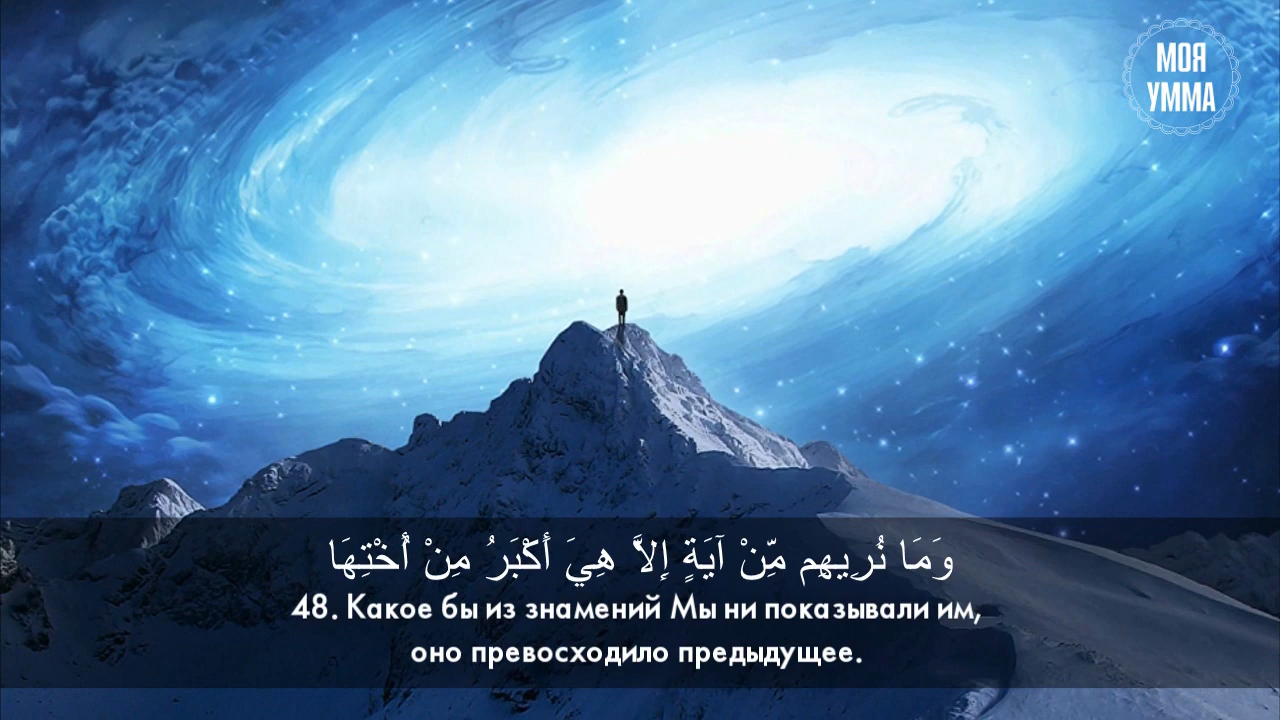 МОЯ
УММА
وَمَا نُرِيهِم مِّنْ آيَةٍ إِلاَّ هِيَ أَكْبَرُ مِنْ أُخْتِهَا
48. Какое бы из знамений Мы ни показывали им,
оно превосходило предыдущее.